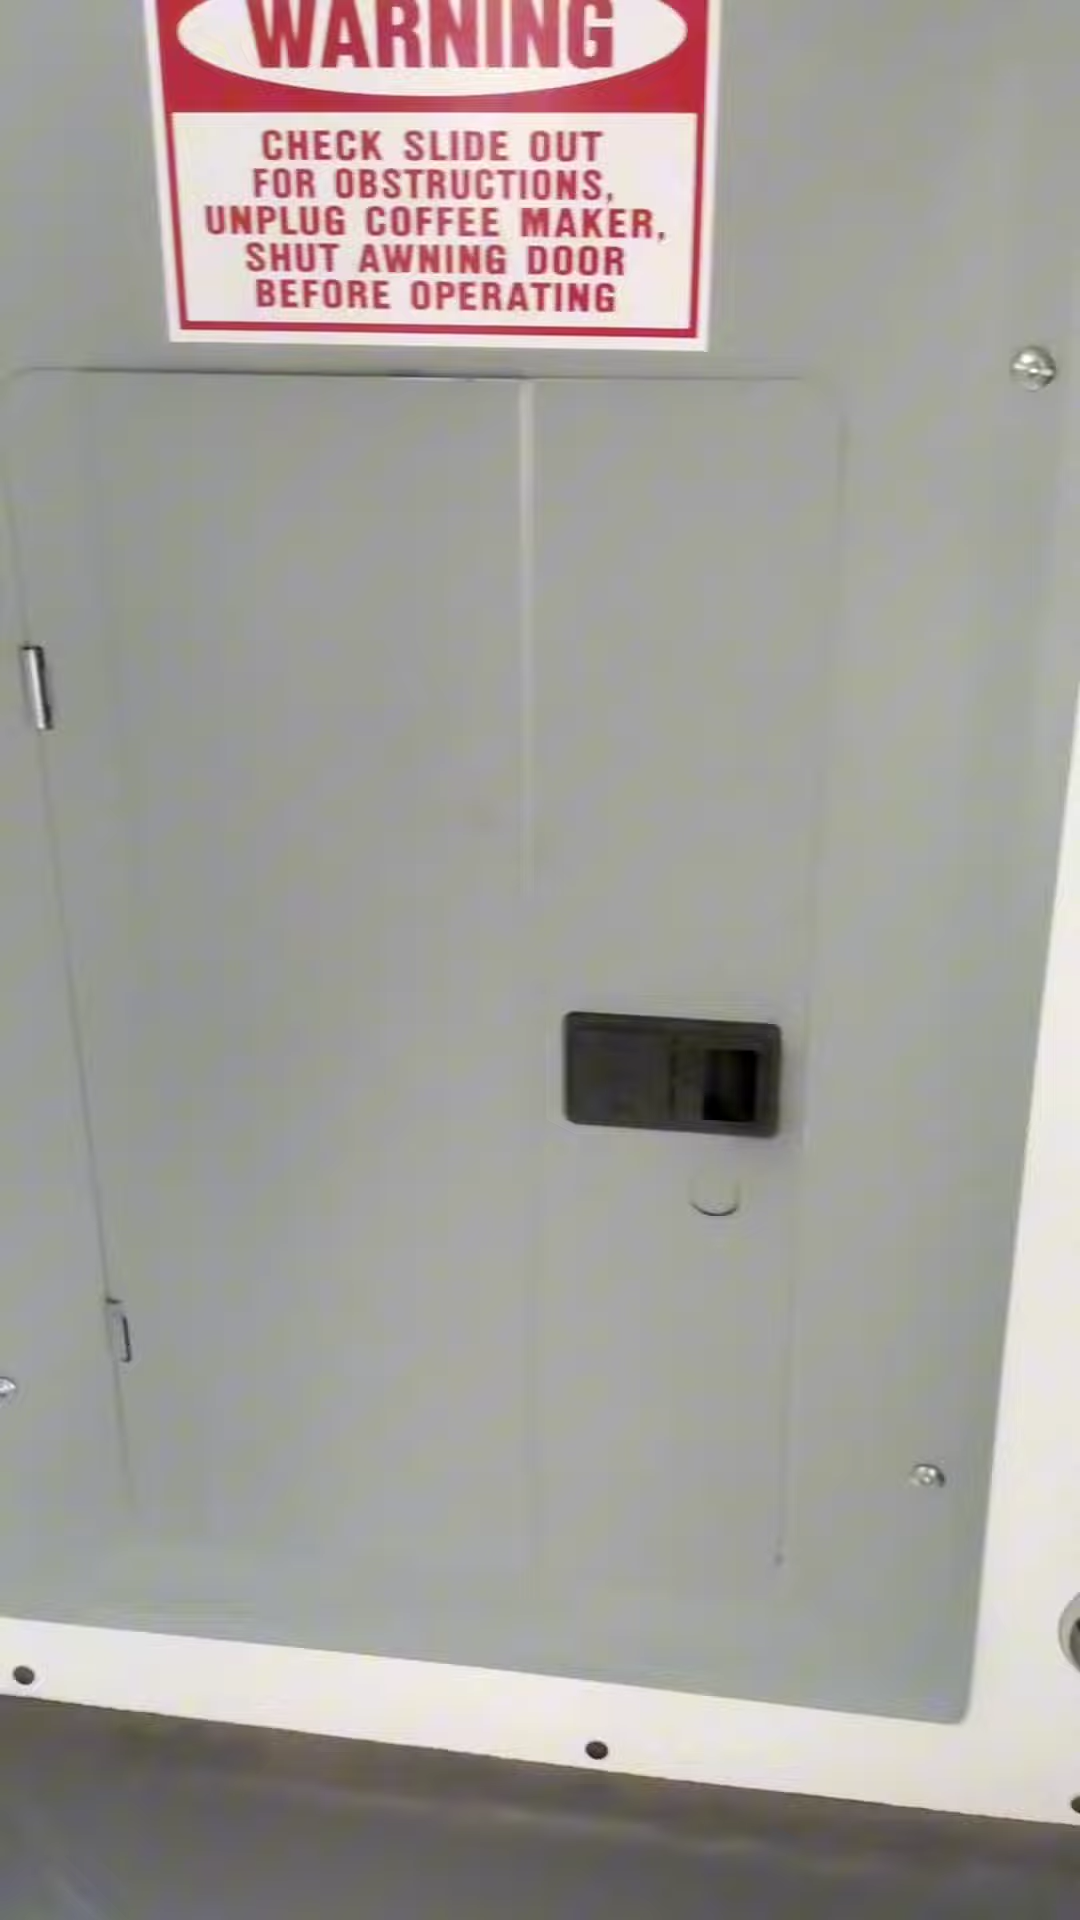 WARNING
CHECK SLIDE OUT
FOR OBSTRUCTIONS,
UNPLUG COFFEE MAKER,
SHUT AWNING DOOR
BEFORE OPERATING